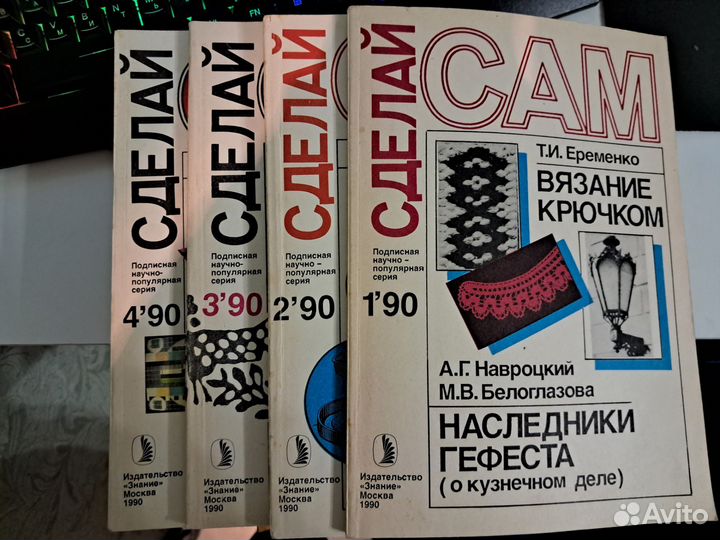 СДЕЛАЙ
Подписная
научно-
популярная
серия
4'90
Издательство
«Знание»
Москва
1990
СДЕЛАЙ
Подписная
научно-
популярная
серия
3'90
Издательство
«Знание»
Москва
1990
СДЕЛАЙ
Подписная
научно-
популярная
серия
2'90
Издательство
«Знание»
Москва
1990
СДЕЛАЙ
САМ
Подписная
научно-
популярная
серия
1'90
Т.И. Еременко
ВЯЗАНИЕ
КРЮЧКОМ
А.Г. Навроцкий
М.В. Белоглазова
НАСЛЕДНИКИ
ГЕФЕСТА
(о кузнечном деле)
Издательство
«Знание»
Москва
1990
Avito